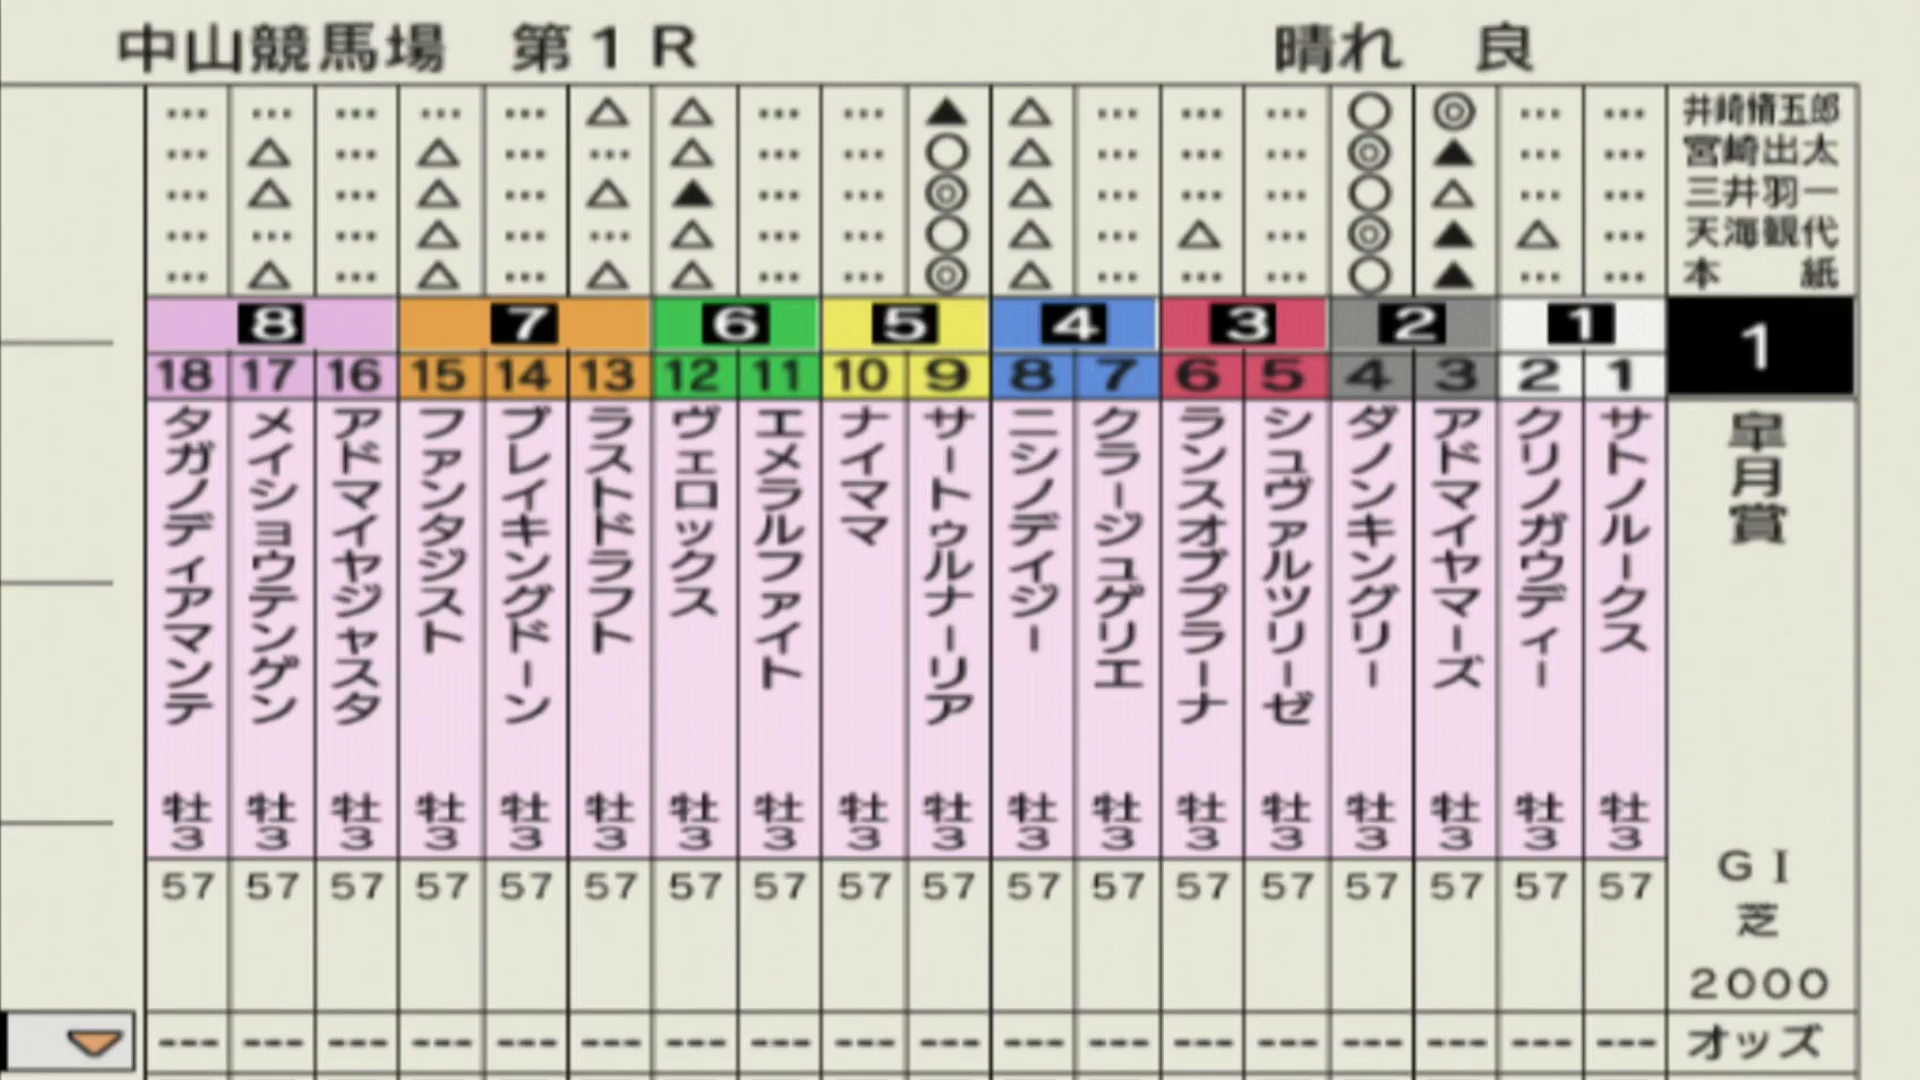 中山競馬場 第1R 晴れ 良
… … … … … △ △ … … ▲ △ … … … ○ ◎ … … 井崎脩五郎
… △ … △ … … △ … … ○ △ … … … ◎ ▲ … … 宮崎出太
… △ … △ … △ ▲ … … ◎ △ … … … ○ △ … … 三井羽一
… … … △ … … △ … … ○ △ … △ … ◎ ▲ △ … 天海観代
… △ … △ … △ △ … … ◎ △ … … … ○ ▲ … … 本紙
8 7 6 5 4 3 2 1 1
18 17 16 15 14 13 12 11 10 9 8 7 6 5 4 3 2 1
皐月賞
サトノルークス
クリノガウディー
アドマイヤマーズ
ダノンキングリー
シュヴァルツリーゼ
ランスオブプラーナ
クラージュゲリエ
ニシノデイジー
サートゥルナーリア
ナイママ
エメラルファイト
ヴェロックス
ラストドラフト
ブレイキングドーン
ファンタジスト
アドマイヤジャスタ
メイショウテンゲン
タガノディアマンテ
牡3 牡3 牡3 牡3 牡3 牡3 牡3 牡3 牡3 牡3 牡3 牡3 牡3 牡3 牡3 牡3 牡3 牡3
57 57 57 57 57 57 57 57 57 57 57 57 57 57 57 57 57 57 GⅠ
芝
2000
--- --- --- --- --- --- --- --- --- --- --- --- --- --- --- --- --- --- オッズ